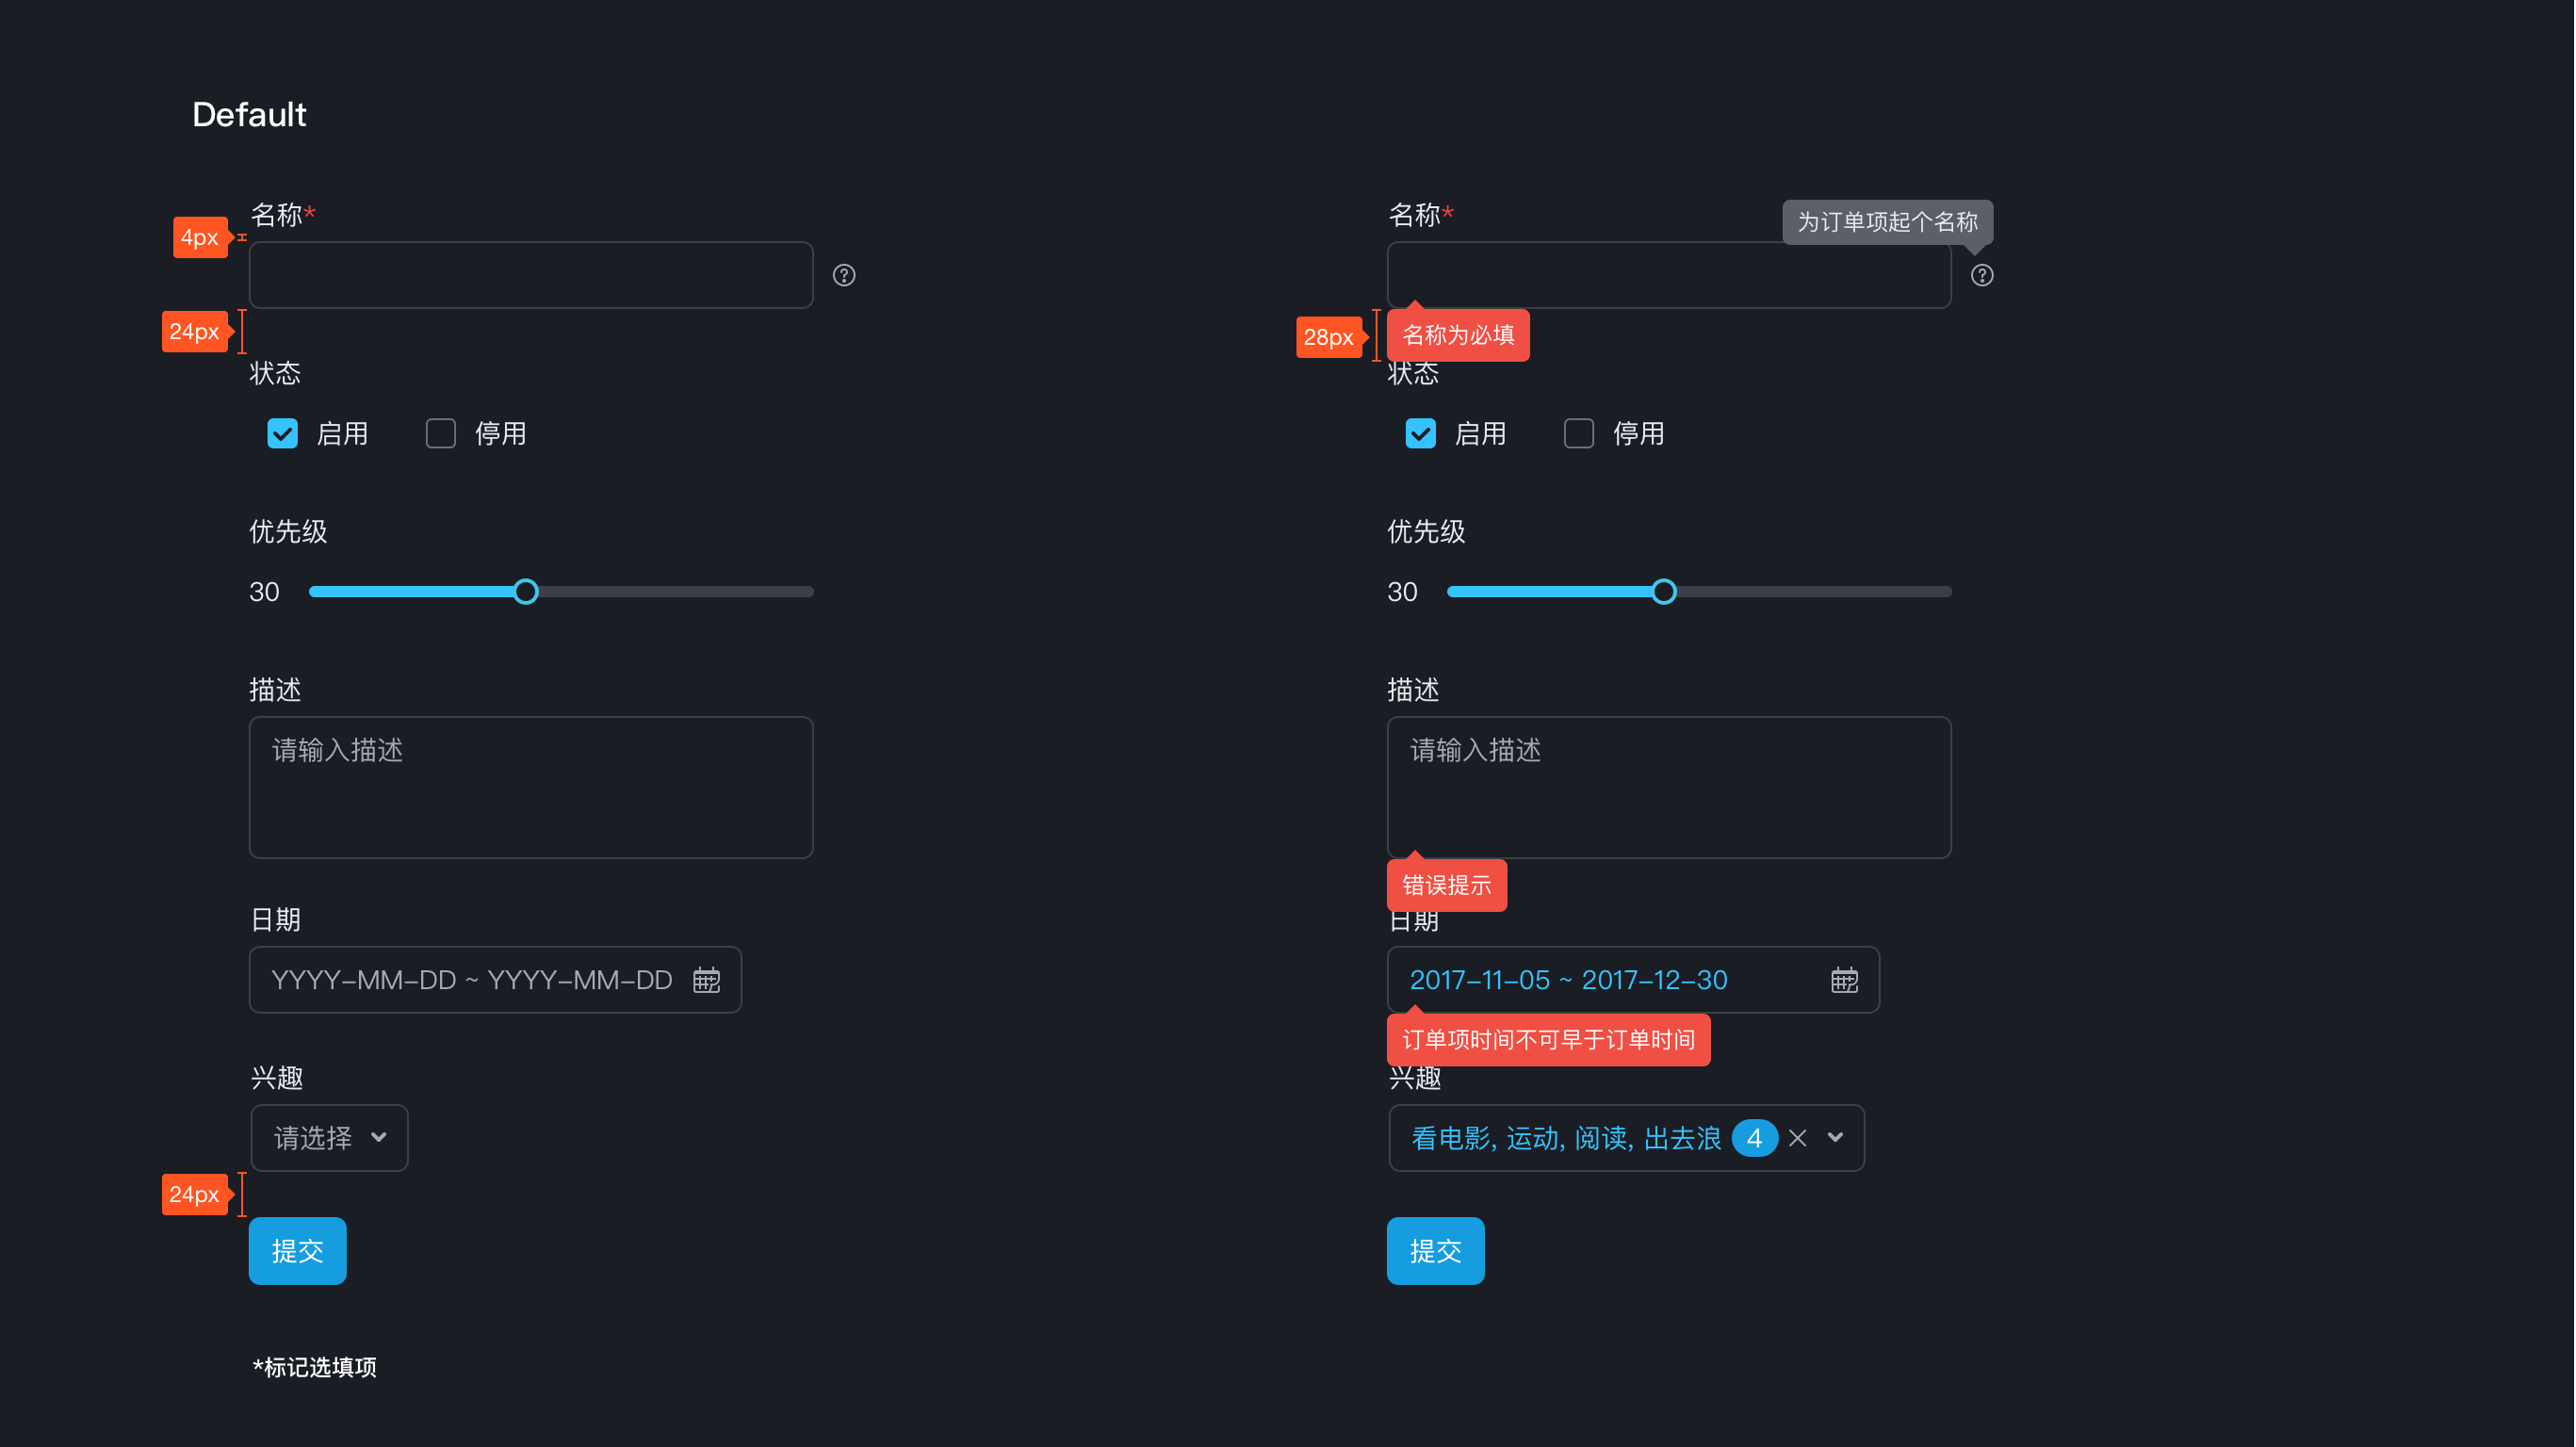 Default
名称*
4px
24px
状态
启用
停用
优先级
30
描述
请输入描述
日期
YYYY-MM-DD ~ YYYY-MM-DD
兴趣
请选择
24px
提交
*标记选填项
名称*
为订单项起个名称
28px
名称为必填
状态
启用
停用
优先级
30
描述
请输入描述
错误提示
日期
2017-11-05 ~ 2017-12-30
订单项时间不可早于订单时间
兴趣
看电影, 运动, 阅读, 出去浪 4
提交